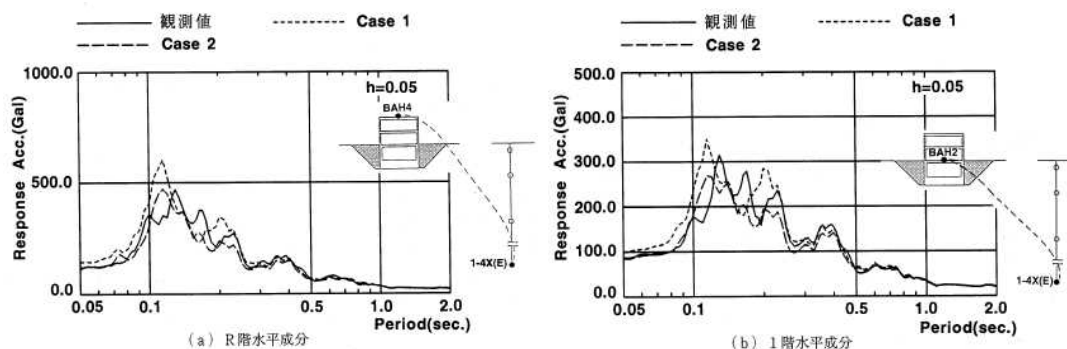 観測値
Case 1
Case 2
1000.0
500.0
0.0
Response Acc.(Gal)
h=0.05
BAH4
1-4X(E)
0.05
0.1
0.5
1.0
2.0
Period(sec.)
(a) R階水平成分
観測値
Case 1
Case 2
500.0
400.0
300.0
200.0
100.0
0.0
Response Acc.(Gal)
h=0.05
BAH2
1-4X(E)
0.05
0.1
0.5
1.0
2.0
Period(sec.)
(b) 1階水平成分